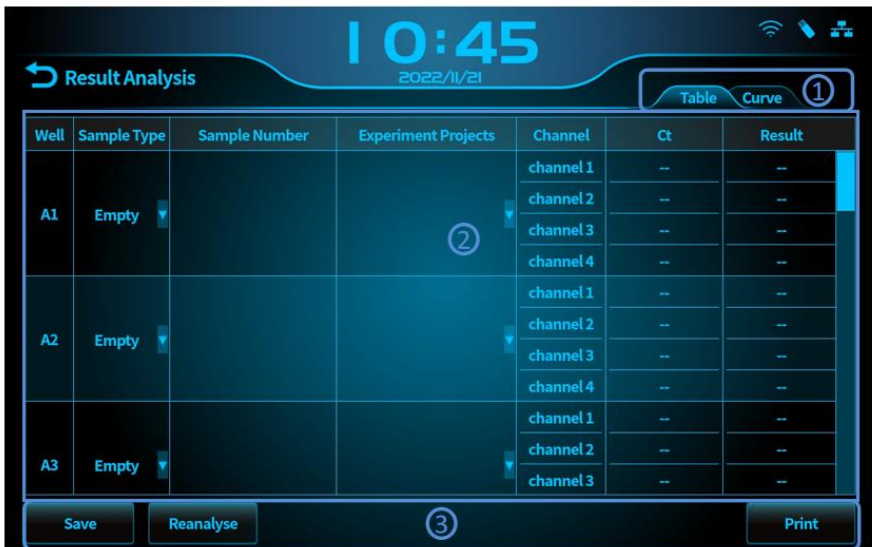 10:45
2022/11/21
Result Analysis
Table Curve ①
Well Sample Type Sample Number Experiment Projects Channel Ct Result
A1 Empty
channel 1 -- --
channel 2 -- --
②
channel 3 -- --
channel 4 -- --
A2 Empty
channel 1 -- --
channel 2 -- --
channel 3 -- --
channel 4 -- --
A3 Empty
channel 1 -- --
channel 2 -- --
channel 3 -- --
Save Reanalyse ③ Print